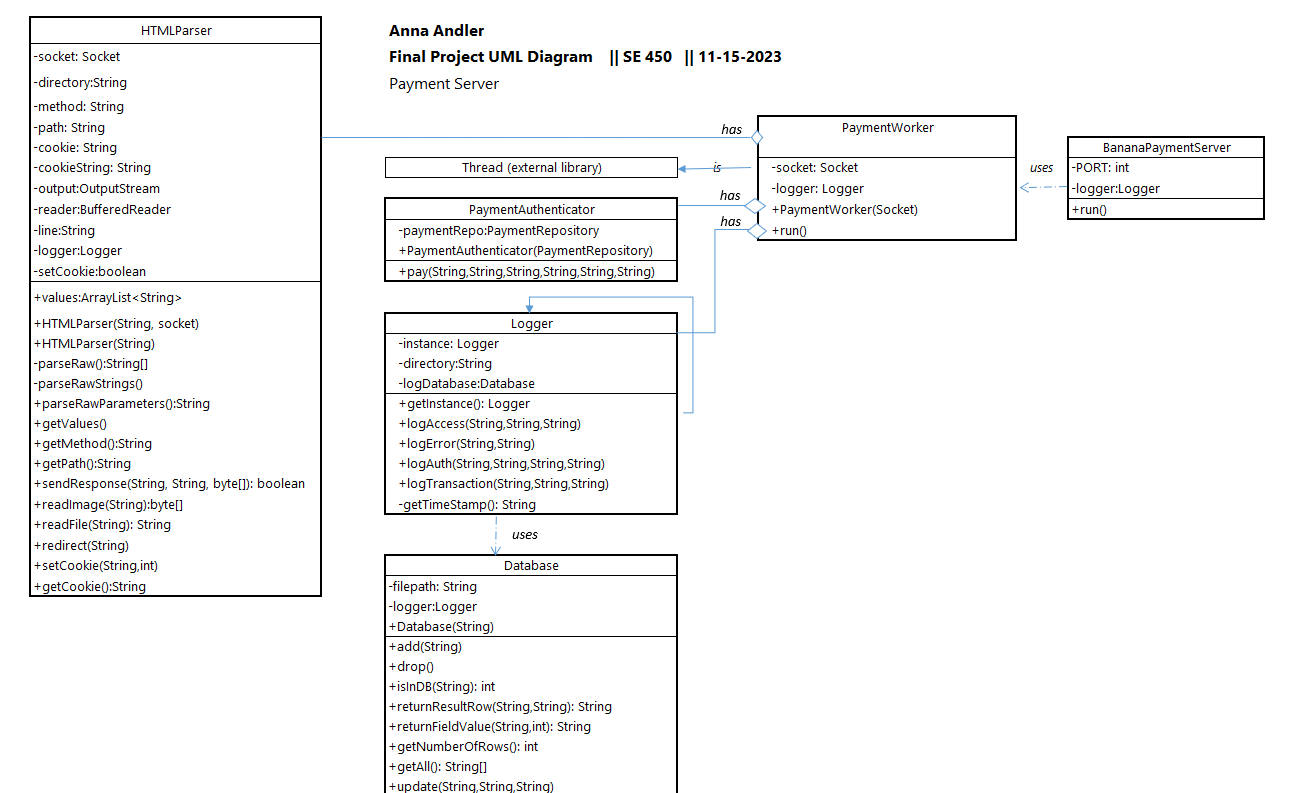 HTMLParser
-socket: Socket
-directory:String
-method: String
-path: String
-cookie: String
-cookieString: String
-output:OutputStream
-reader:BufferedReader
-line:String
-logger:Logger
-setCookie:boolean
+values:ArrayList<String>
+HTMLParser(String, socket)
+HTMLParser(String)
-parseRaw():String[]
-parseRawStrings()
+parseRawParameters():String
+getValues()
+getMethod():String
+getPath():String
+sendResponse(String, String, byte[]): boolean
+readImage(String):byte[]
+readFile(String): String
+redirect(String)
+setCookie(String,int)
+getCookie():String
Anna Andler
Final Project UML Diagram || SE 450 || 11-15-2023
Payment Server
has
is
has
has
Thread (external library)
PaymentAuthenticator
-paymentRepo:PaymentRepository
+PaymentAuthenticator(PaymentRepository)
+pay(String,String,String,String,String,String)
PaymentWorker
-socket: Socket
-logger: Logger
+PaymentWorker(Socket)
+run()
uses
BananaPaymentServer
-PORT: int
-logger:Logger
+run()
Logger
-instance: Logger
-directory:String
-logDatabase:Database
+getInstance(): Logger
+logAccess(String,String,String)
+logError(String,String)
+logAuth(String,String,String,String)
+logTransaction(String,String,String)
-getTimeStamp(): String
uses
Database
-filepath: String
-logger:Logger
+Database(String)
+add(String)
+drop()
+isInDB(String): int
+returnResultRow(String,String): String
+returnFieldValue(String,int): String
+getNumberOfRows(): int
+getAll(): String[]
+update(String,String,String)